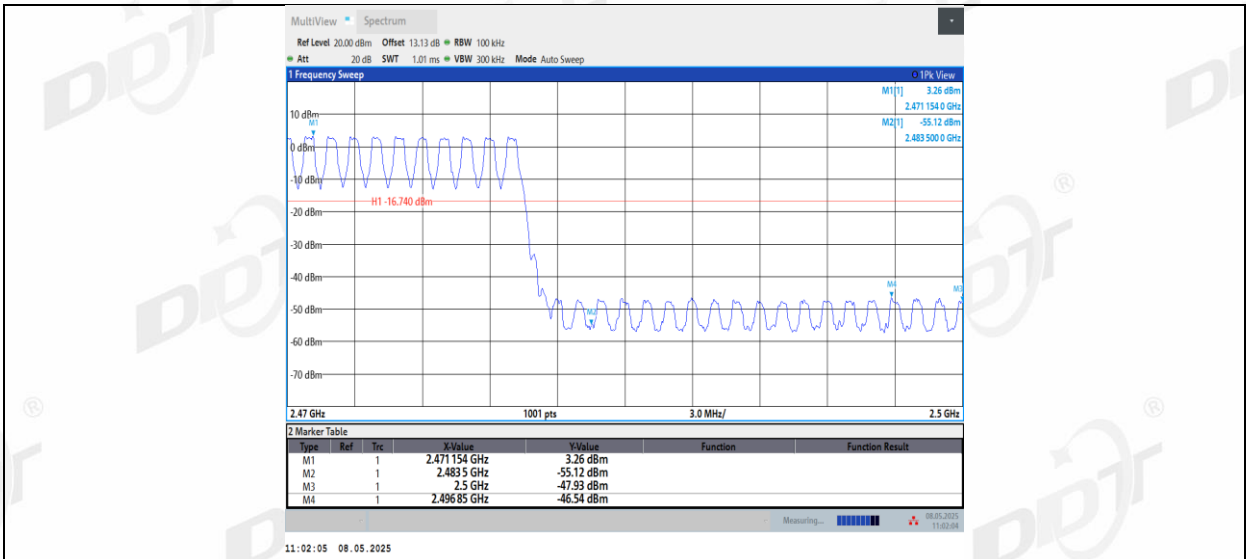 MultiView Spectrum
Ref Level 20.00 dBm Offset 13.13 dB RBW 100 kHz
Att 20 dB SWT 1.01 ms VBW 300 kHz Mode Auto Sweep
1 Frequency Sweep 1Pk View
M1[1] 3.26 dBm
2.471 154 0 GHz
M2[1] -55.12 dBm
2.483 500 0 GHz
10 dBm
M1
0 dBm
-10 dBm
H1 -16.740 dBm
-20 dBm
-30 dBm
-40 dBm
M4
M3
-50 dBm
M2
-60 dBm
-70 dBm
2.47 GHz 1001 pts 3.0 MHz/ 2.5 GHz
2 Marker Table
Type Ref Trc X-Value Y-Value Function Function Result
M1 1 2.471 154 GHz 3.26 dBm
M2 1 2.483 5 GHz -55.12 dBm
M3 1 2.5 GHz -47.93 dBm
M4 1 2.496 85 GHz -46.54 dBm
Measuring... 08.05.2025
11:02:04
11:02:05 08.05.2025
DDT
®